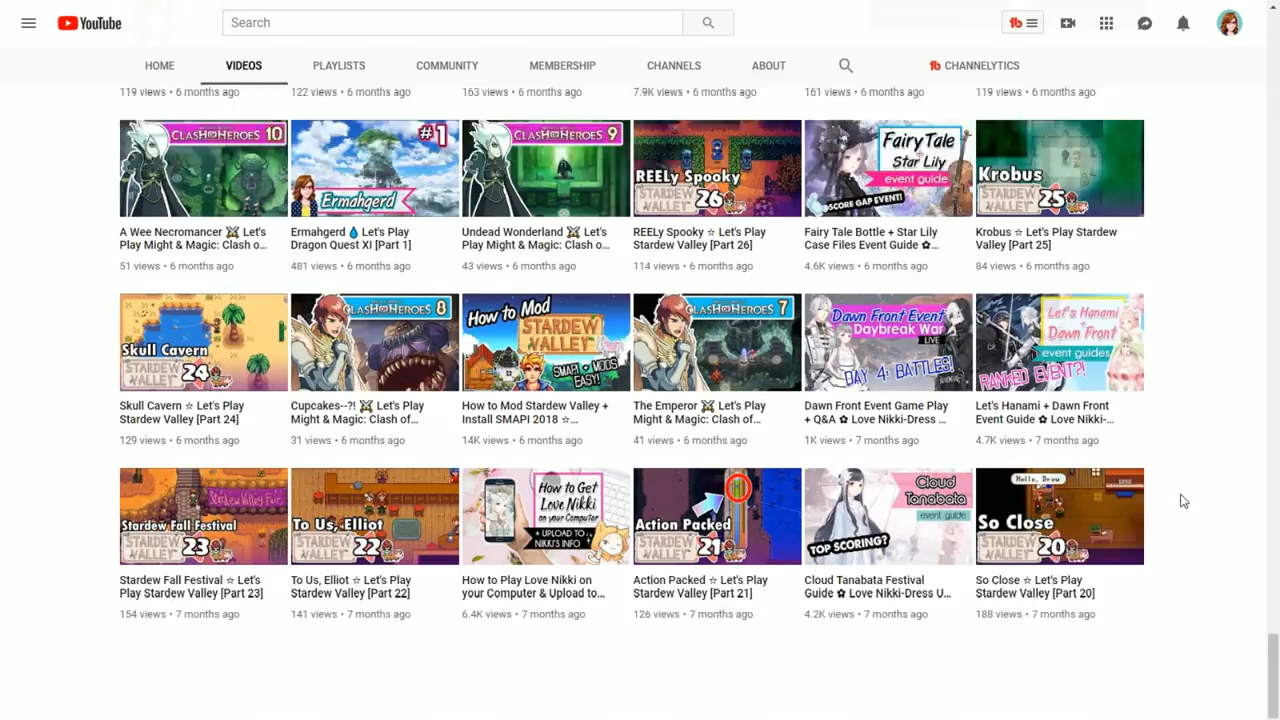 YouTube Search tb
HOME VIDEOS PLAYLISTS COMMUNITY MEMBERSHIP CHANNELS ABOUT tb CHANNELYTICS
119 views • 6 months ago 122 views • 6 months ago 163 views • 6 months ago 7.9K views • 6 months ago 161 views • 6 months ago 119 views • 6 months ago
CLASH OF HEROES 10
#1
Ermahgerd
CLASH OF HEROES 9
REELy Spooky
STARDEW VALLEY 26
Fairy Tale
+
Star Lily
event guide
SCORE GAP EVENT!
Krobus
STARDEW VALLEY 25
A Wee Necromancer ⚔ Let's Ermahgerd 💧 Let's Play Undead Wonderland ⚔ Let's REELy Spooky ☆ Let's Play Fairy Tale Bottle + Star Lily Krobus ☆ Let's Play Stardew
Play Might & Magic: Clash o... Dragon Quest XI [Part 1] Play Might & Magic: Clash o... Stardew Valley [Part 26] Case Files Event Guide ✿... Valley [Part 25]
51 views • 6 months ago 481 views • 6 months ago 43 views • 6 months ago 114 views • 6 months ago 4.6K views • 6 months ago 84 views • 6 months ago
Skull Cavern
STARDEW VALLEY 24
CLASH OF HEROES 8
How to Mod
STARDEW VALLEY
SMAPI + MODS
EASY!
CLASH OF HEROES 7
Dawn Front Event
Daybreak War
LIVE
DAY 4: BATTLES!
Let's Hanami
+
Dawn Front
event guides
RANKED EVENT?!
Skull Cavern ☆ Let's Play Cupcakes--?! ⚔ Let's Play How to Mod Stardew Valley + The Emperor ⚔ Let's Play Dawn Front Event Game Play Let's Hanami + Dawn Front
Stardew Valley [Part 24] Might & Magic: Clash of... Install SMAPI 2018 ☆... Might & Magic: Clash of... + Q&A ✿ Love Nikki-Dress ... Event Guide ✿ Love Nikki-...
129 views • 6 months ago 31 views • 6 months ago 14K views • 6 months ago 41 views • 6 months ago 1K views • 7 months ago 4.7K views • 7 months ago
Stardew Valley Fair
Stardew Fall Festival
STARDEW VALLEY 23
To Us, Elliot
STARDEW VALLEY 22
How to Get
Love Nikki
on your Computer
+ UPLOAD TO
NIKKI'S INFO
Action Packed
STARDEW VALLEY 21
Cloud
Tanabata
event guide
TOP SCORING?
Hello, Drow
So Close
STARDEW VALLEY 20
Stardew Fall Festival ☆ Let's To Us, Elliot ☆ Let's Play How to Play Love Nikki on Action Packed ☆ Let's Play Cloud Tanabata Festival So Close ☆ Let's Play
Play Stardew Valley [Part 23] Stardew Valley [Part 22] your Computer & Upload to... Stardew Valley [Part 21] Guide ✿ Love Nikki-Dress U... Stardew Valley [Part 20]
154 views • 7 months ago 141 views • 7 months ago 6.4K views • 7 months ago 126 views • 7 months ago 4.2K views • 7 months ago 188 views • 7 months ago